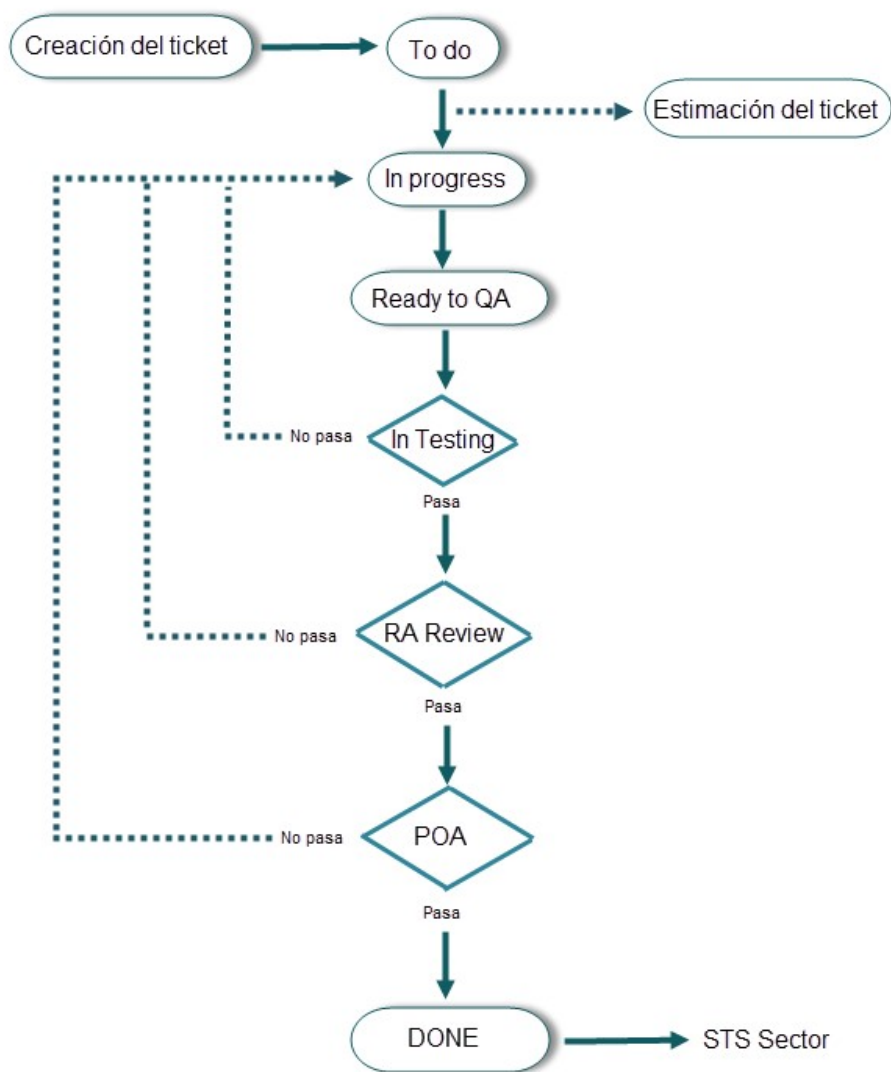 Creación del ticket
To do
Estimación del ticket
In progress
Ready to QA
No pasa
In Testing
Pasa
No pasa
RA Review
Pasa
No pasa
POA
Pasa
DONE
STS Sector